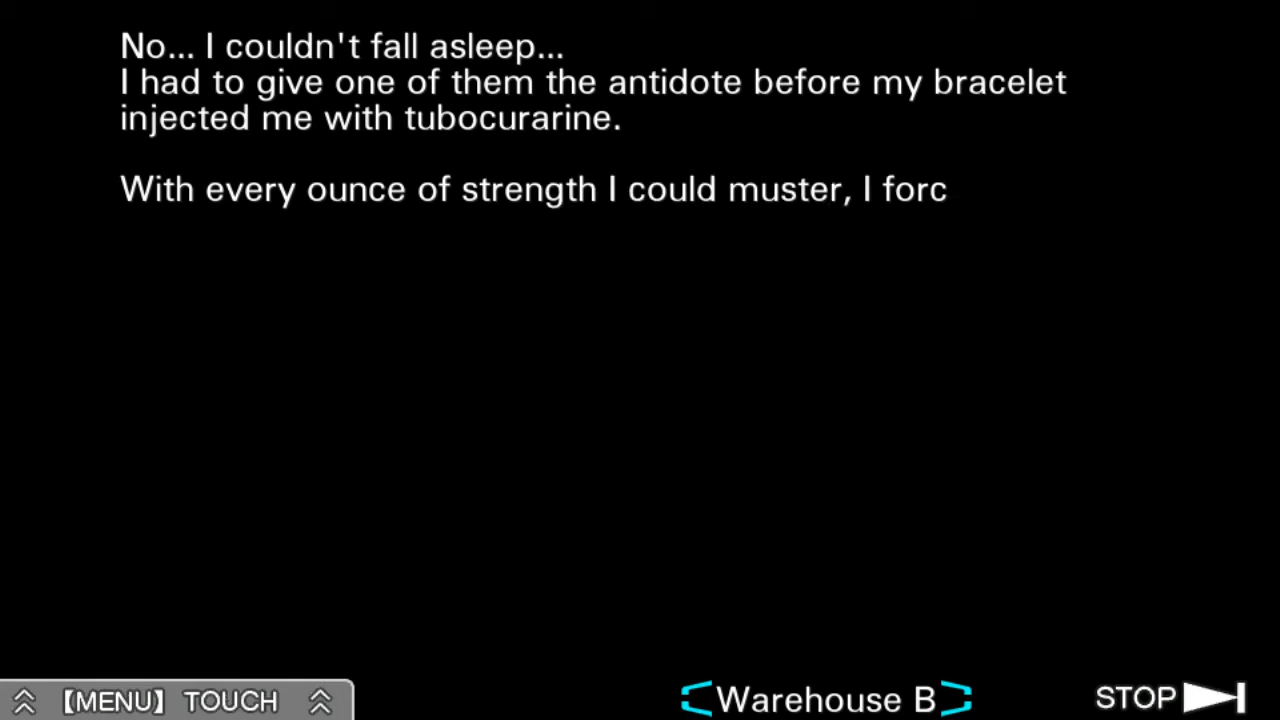 No... I couldn't fall asleep...
I had to give one of them the antidote before my bracelet
injected me with tubocurarine.
With every ounce of strength I could muster, I forc
【MENU】 TOUCH
Warehouse B
STOP